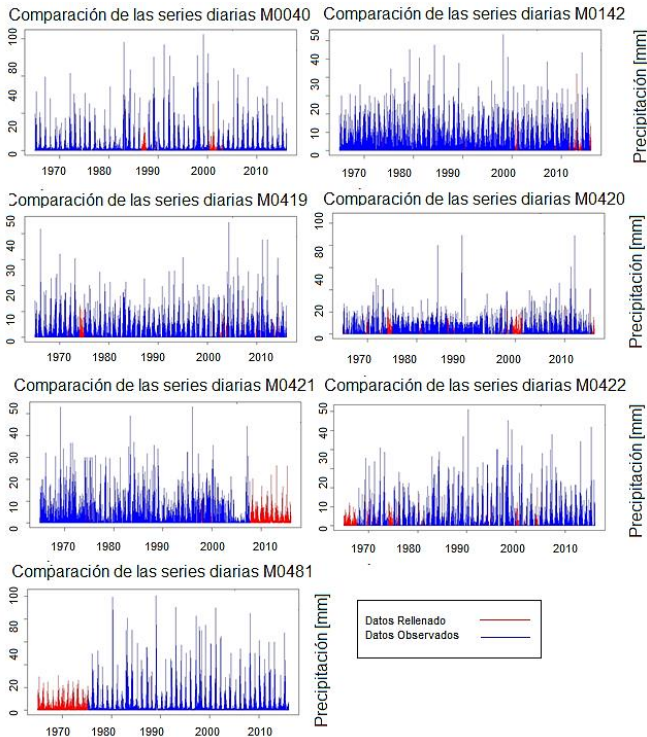 Comparación de las series diarias M0040
0 20 40 60 80 100
1970 1980 1990 2000 2010
Comparación de las series diarias M0142
0 10 20 30 40 50
1970 1980 1990 2000 2010
Precipitación [mm]
Comparación de las series diarias M0419
0 10 20 30 40 50
1970 1980 1990 2000 2010
Comparación de las series diarias M0420
0 20 40 60 80 100
1970 1980 1990 2000 2010
Precipitación [mm]
Comparación de las series diarias M0421
0 10 20 30 40 50
1970 1980 1990 2000 2010
Comparación de las series diarias M0422
0 10 20 30 40 50
1970 1980 1990 2000 2010
Precipitación [mm]
Comparación de las series diarias M0481
0 20 40 60 80 100
1970 1980 1990 2000 2010
Precipitación [mm]
Datos Rellenado
Datos Observados